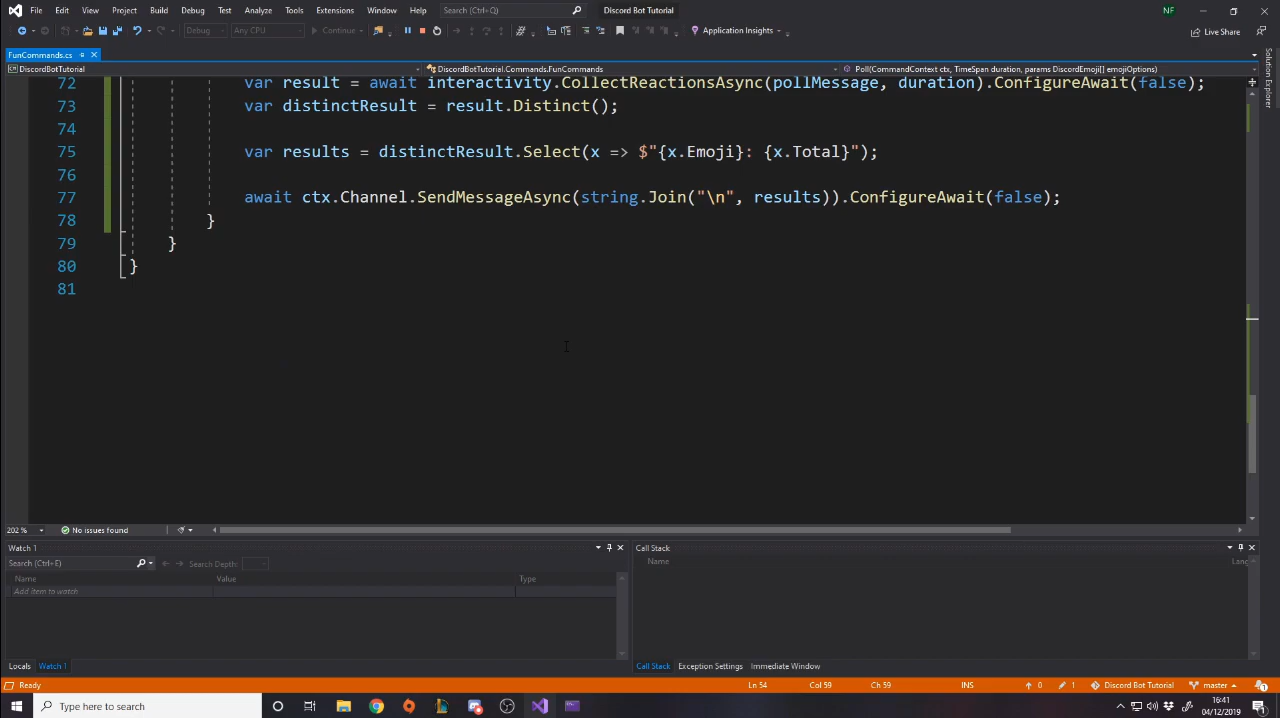 File Edit View Project Build Debug Test Analyze Tools Extensions Window Help Search (Ctrl+Q) Discord Bot Tutorial NF
Debug Any CPU Continue Application Insights Live Share
FunCommands.cs
DiscordBotTutorial DiscordBotTutorial.Commands.FunCommands Poll(CommandContext ctx, TimeSpan duration, params DiscordEmoji[] emojiOptions)
Solution Explorer
72 var result = await interactivity.CollectReactionsAsync(pollMessage, duration).ConfigureAwait(false);
73 var distinctResult = result.Distinct();
74
75 var results = distinctResult.Select(x => $"{x.Emoji}: {x.Total}");
76
77 await ctx.Channel.SendMessageAsync(string.Join("\n", results)).ConfigureAwait(false);
78 }
79 }
80 }
81
202 % No issues found
Watch 1 Call Stack
Search (Ctrl+E) Search Depth: Name Lang
Name Value Type
Add item to watch
Locals Watch 1 Call Stack Exception Settings Immediate Window
Ready Ln 54 Col 59 Ch 59 INS 0 1 Discord Bot Tutorial master 1
Type here to search 16:41
04/12/2019